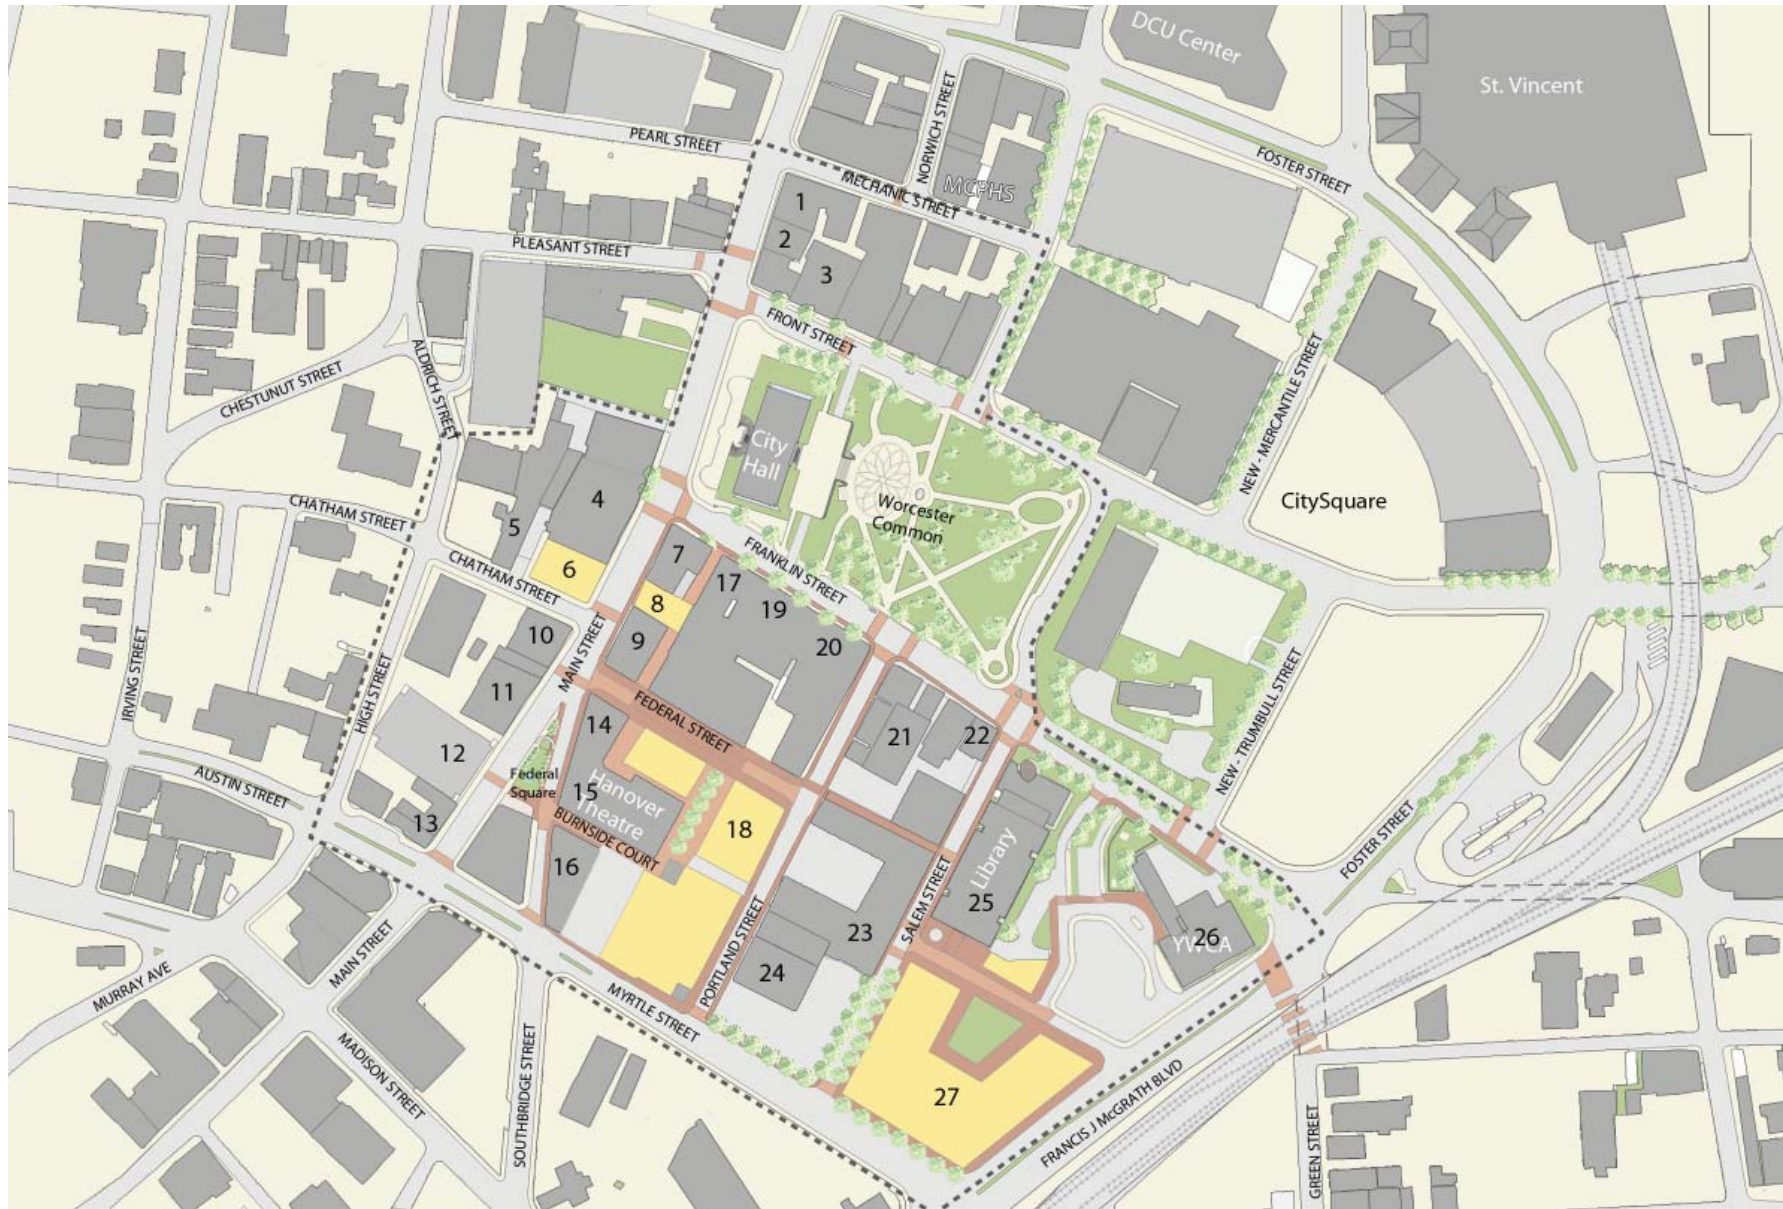 DCU Center
St. Vincent
PEARL STREET
NORWICH STREET
FOSTER STREET
MECHANIC STREET
MCPHS
1
PLEASANT STREET
2
3
FRONT STREET
ALDRICH STREET
CHESTUNUT STREET
NEW - MERCANTILE STREET
City
Hall
CitySquare
Worcester
Common
CHATHAM STREET
4
5
FRANKLIN STREET
7
CHATHAM STREET
6
17
8
19
10
9
20
MAIN STREET
IRVING STREET
HIGH STREET
11
FEDERAL STREET
NEW - TRUMBULL STREET
14
21
22
12
AUSTIN STREET
Federal
Square
15
Hanover
Theatre
13
BURNSIDE COURT
18
FOSTER STREET
16
Library
SALEM STREET
25
23
26
YWCA
PORTLAND STREET
24
MAIN STREET
MURRAY AVE
MYRTLE STREET
MADISON STREET
SOUTHBRIDGE STREET
27
FRANCIS J McGRATH BLVD
GREEN STREET